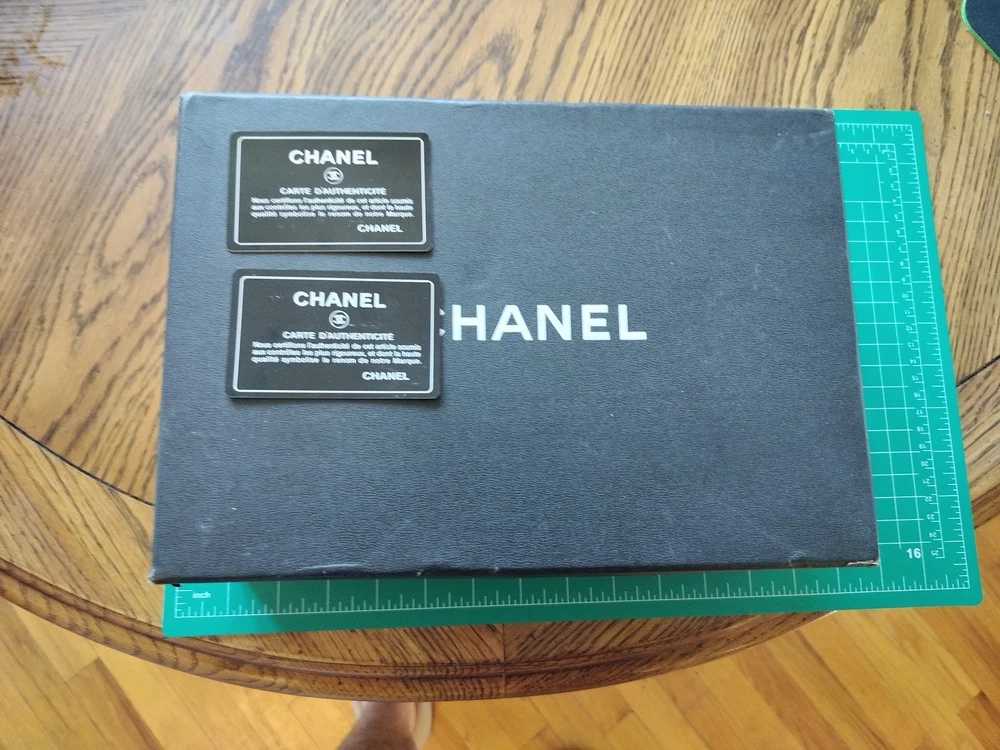 CHANEL
CARTE D'AUTHENTICITÉ
Nous certifions l'authenticité de cet article soumis
aux contrôles les plus rigoureux, et dont la haute
qualité symbolise le renom de notre Marque.
CHANEL
CHANEL
CARTE D'AUTHENTICITÉ
Nous certifions l'authenticité de cet article soumis
aux contrôles les plus rigoureux, et dont la haute
qualité symbolise le renom de notre Marque.
CHANEL
CHANEL
16
inch